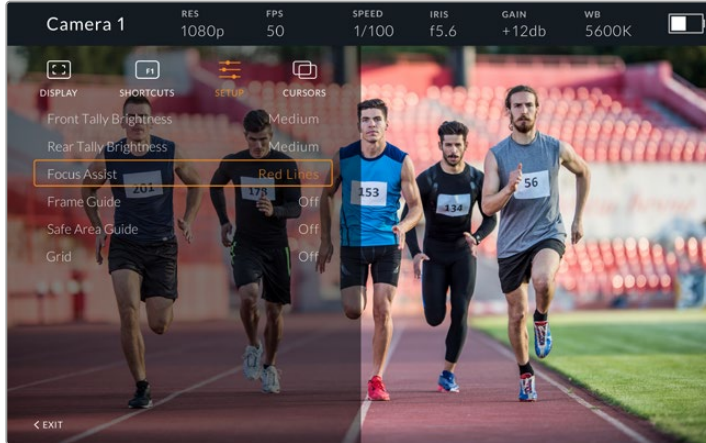 Camera 1
RES FPS SPEED IRIS GAIN WB
1080p 50 1/100 f5.6 +12db 5600K
F1
DISPLAY SHORTCUTS SETUP CURSORS
Front Tally Brightness Medium
Rear Tally Brightness Medium
Focus Assist Red Lines
Frame Guide Off
Safe Area Guide Off
Grid Off
201 178 153 134 56
EXIT